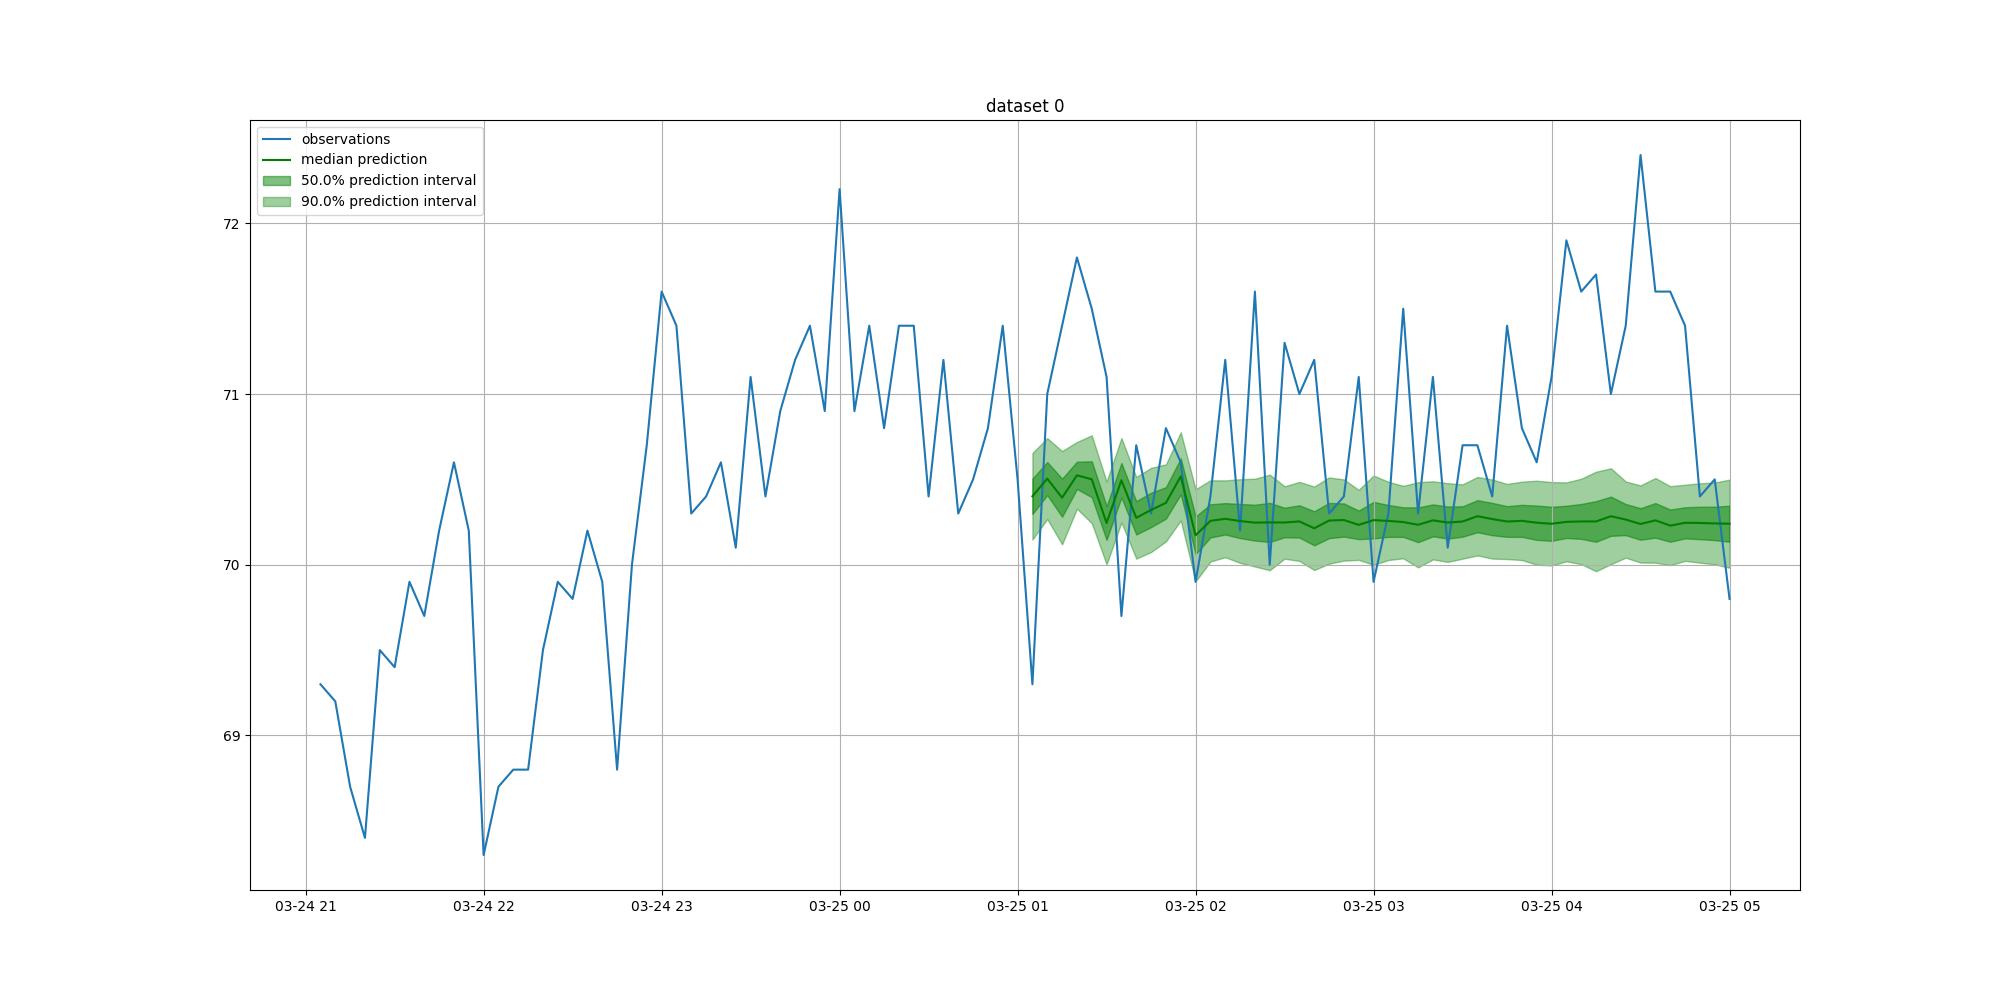 dataset 0
observations
median prediction
50.0% prediction interval
90.0% prediction interval
72
71
70
69
03-24 21
03-24 22
03-24 23
03-25 00
03-25 01
03-25 02
03-25 03
03-25 04
03-25 05